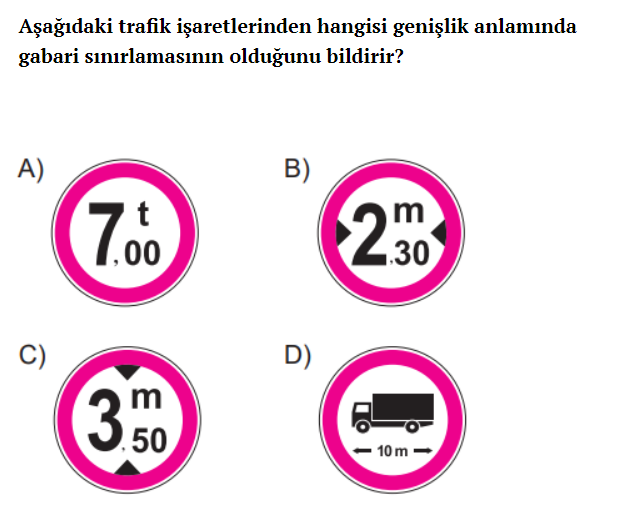 Aşağıdaki trafik işaretlerinden hangisi genişlik anlamında
gabari sınırlamasının olduğunu bildirir?
A)
7,00 t
B)
2,30 m
C)
3,50 m
D)
10 m